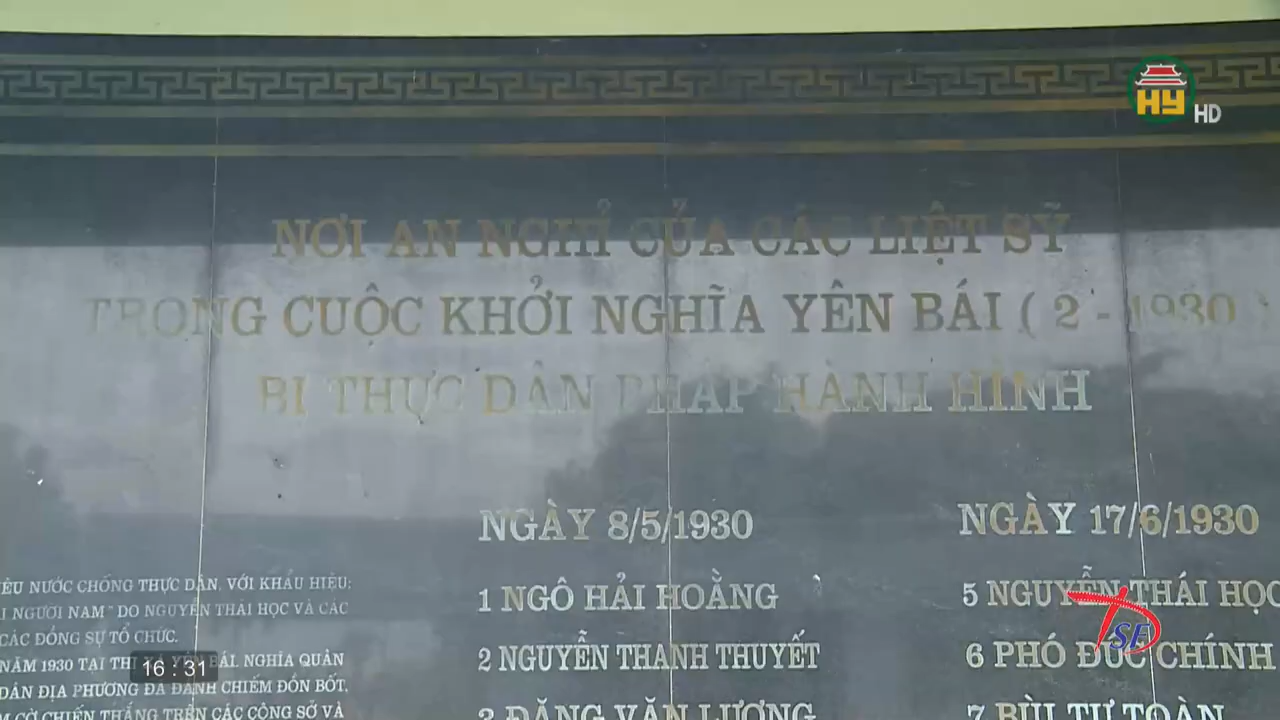 HY HD
NƠI AN NGHỈ CỦA CÁC LIỆT SỸ
TRONG CUỘC KHỞI NGHĨA YÊN BÁI ( 2 - 1930 )
BỊ THỰC DÂN PHÁP HÀNH HÌNH
NGÀY 8/5/1930
1 NGÔ HẢI HOẰNG
2 NGUYỄN THANH THUYẾT
3 ĐẶNG VĂN LƯƠNG
NGÀY 17/6/1930
5 NGUYỄN THÁI HỌC
6 PHÓ ĐỨC CHÍNH
7 BÙI TƯ TOÀN
YÊU NƯỚC CHỐNG THỰC DÂN, VỚI KHẨU HIỆU:
NGƯỜI NAM" DO NGUYỄN THÁI HỌC VÀ CÁC
CÁC ĐỒNG SỰ TỔ CHỨC.
NĂM 1930 TẠI THỊ XÃ YÊN BÁI, NGHĨA QUÂN
DÂN ĐỊA PHƯƠNG ĐÃ ĐÁNH CHIẾM ĐỒN BỐT,
CỜ CHIẾN THẮNG TRÊN CÁC CÔNG SỞ VÀ
16 : 31
SF